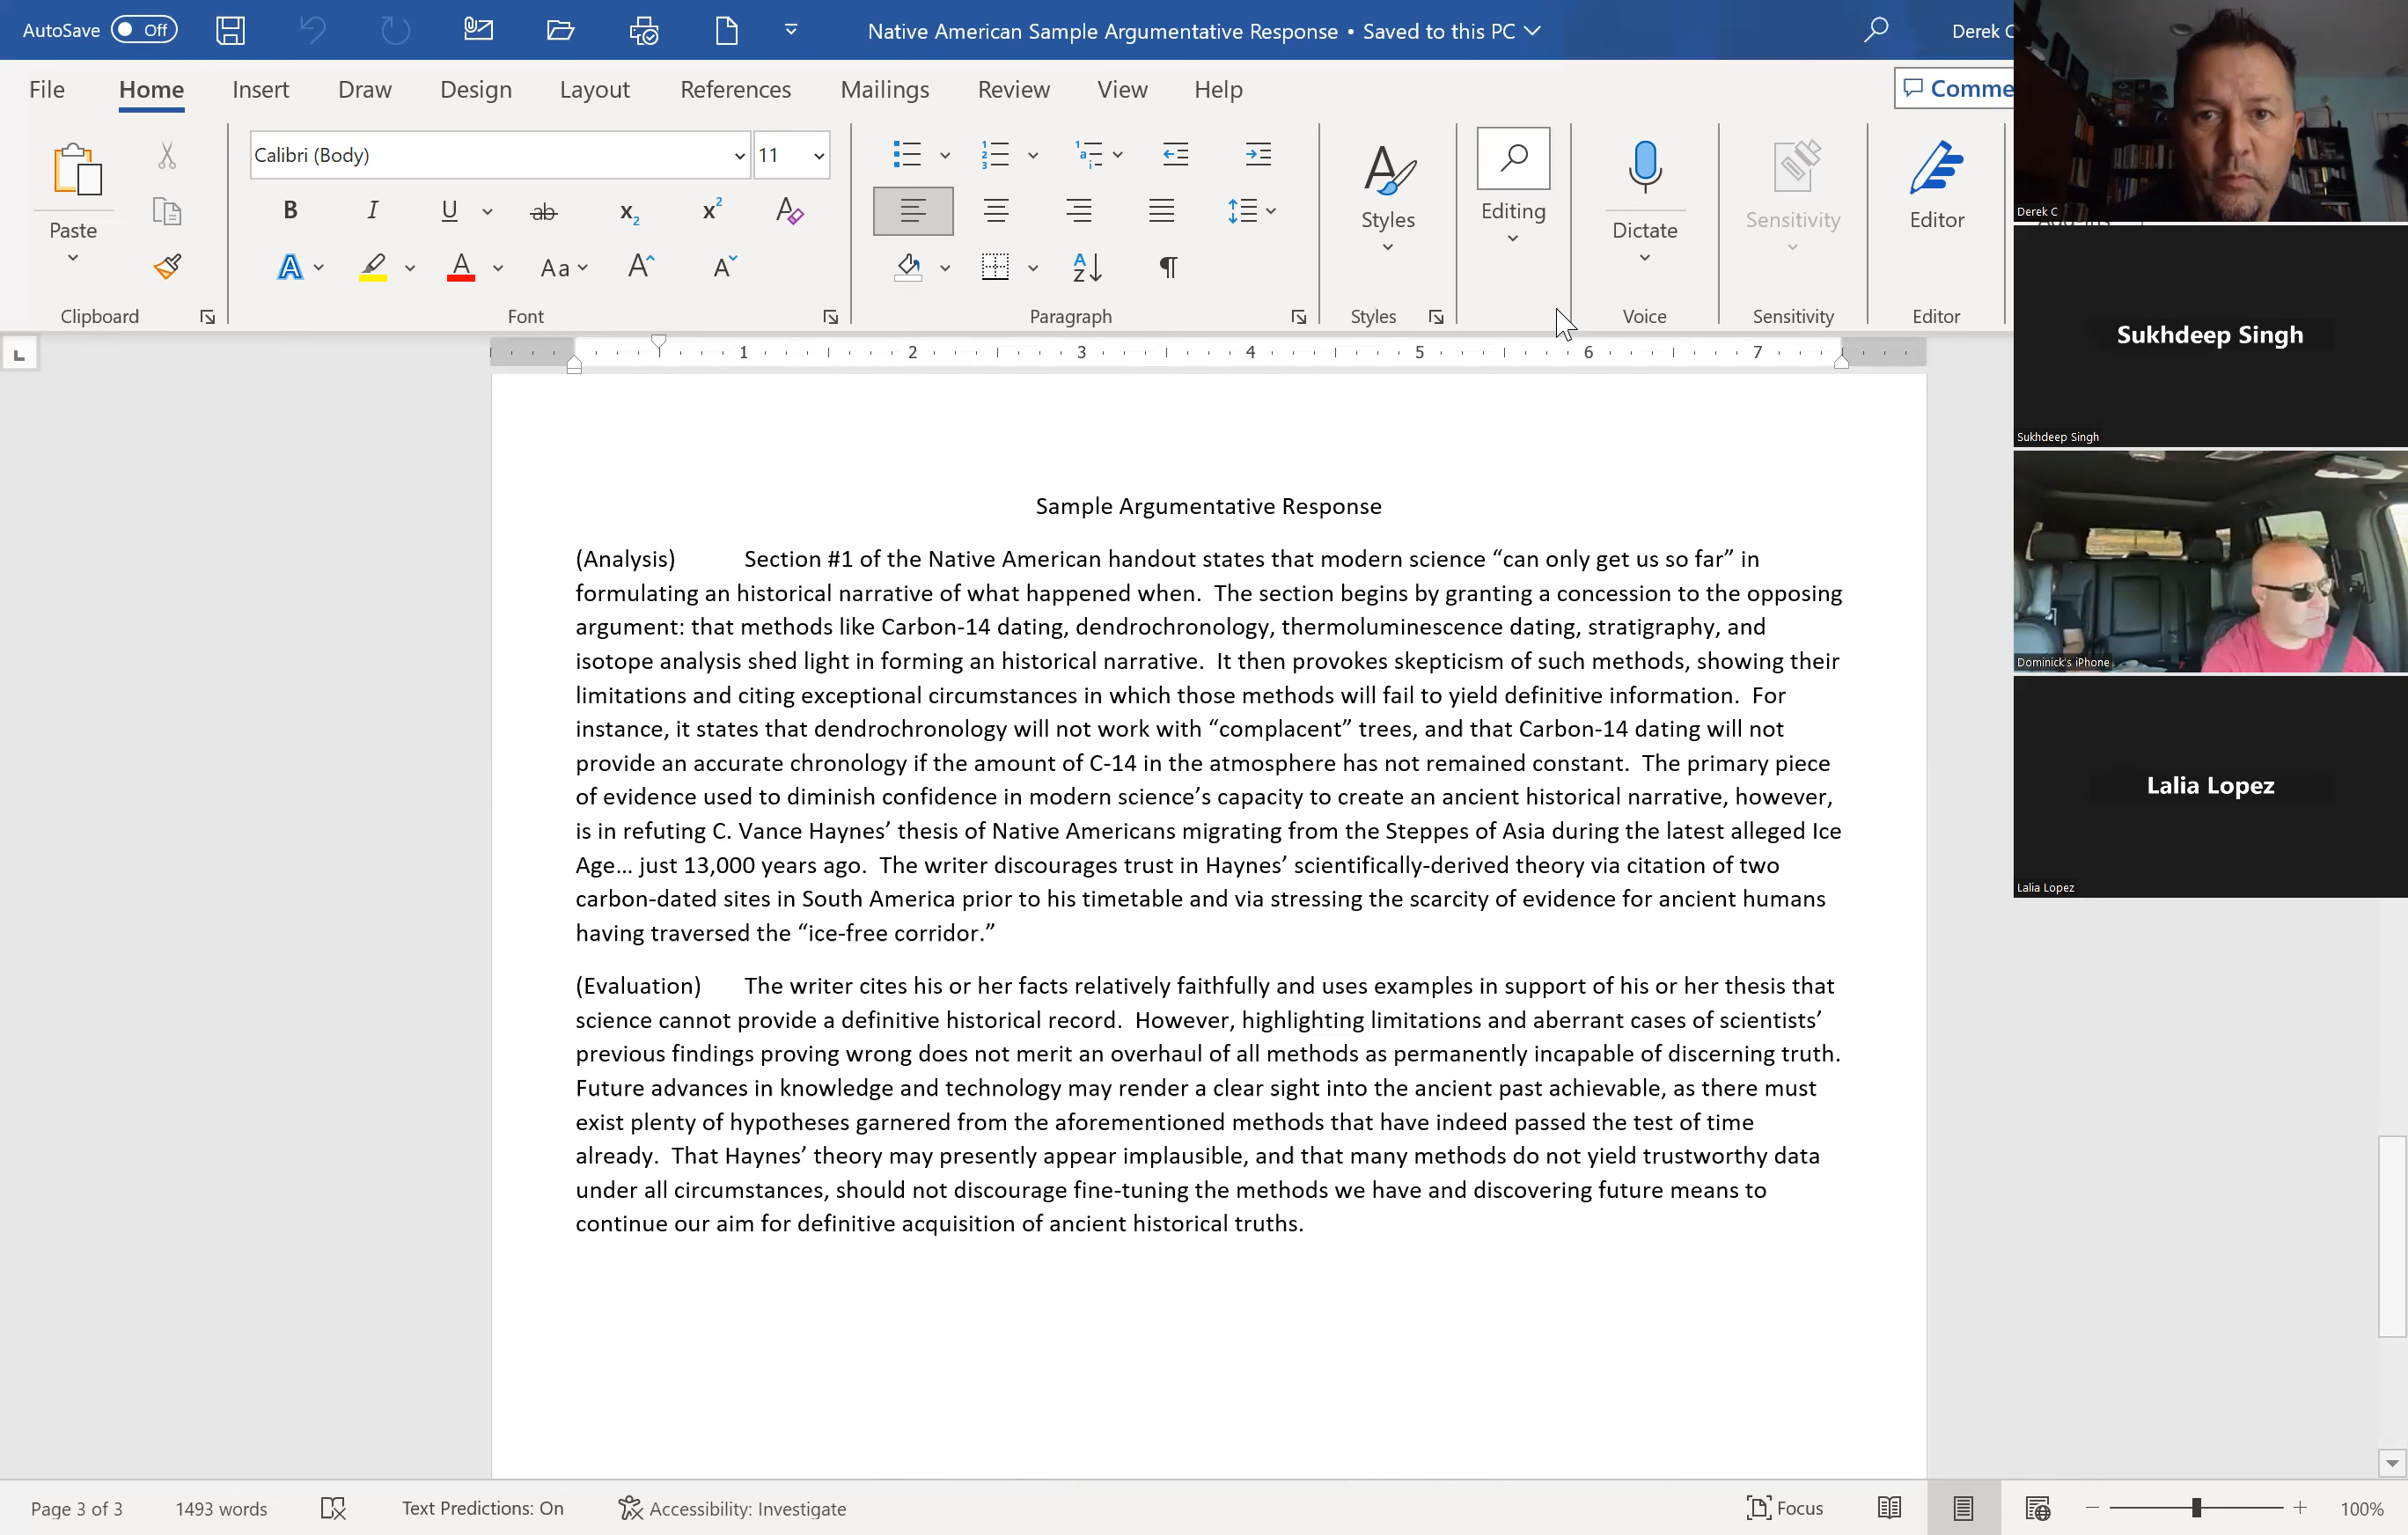 AutoSave Off
Native American Sample Argumentative Response • Saved to this PC
Derek C
File Home Insert Draw Design Layout References Mailings Review View Help
Comme
Paste
Clipboard
Calibri (Body) 11
B I U ab x₂ x² A
A A Aa A A
Font
Paragraph
Styles
Styles
Editing
Dictate
Voice
Sensitivity
Sensitivity
Editor
Editor
1 2 3 4 5 6 7
Sample Argumentative Response
(Analysis) Section #1 of the Native American handout states that modern science “can only get us so far” in
formulating an historical narrative of what happened when. The section begins by granting a concession to the opposing
argument: that methods like Carbon-14 dating, dendrochronology, thermoluminescence dating, stratigraphy, and
isotope analysis shed light in forming an historical narrative. It then provokes skepticism of such methods, showing their
limitations and citing exceptional circumstances in which those methods will fail to yield definitive information. For
instance, it states that dendrochronology will not work with “complacent” trees, and that Carbon-14 dating will not
provide an accurate chronology if the amount of C-14 in the atmosphere has not remained constant. The primary piece
of evidence used to diminish confidence in modern science’s capacity to create an ancient historical narrative, however,
is in refuting C. Vance Haynes’ thesis of Native Americans migrating from the Steppes of Asia during the latest alleged Ice
Age… just 13,000 years ago. The writer discourages trust in Haynes’ scientifically-derived theory via citation of two
carbon-dated sites in South America prior to his timetable and via stressing the scarcity of evidence for ancient humans
having traversed the “ice-free corridor.”
(Evaluation) The writer cites his or her facts relatively faithfully and uses examples in support of his or her thesis that
science cannot provide a definitive historical record. However, highlighting limitations and aberrant cases of scientists’
previous findings proving wrong does not merit an overhaul of all methods as permanently incapable of discerning truth.
Future advances in knowledge and technology may render a clear sight into the ancient past achievable, as there must
exist plenty of hypotheses garnered from the aforementioned methods that have indeed passed the test of time
already. That Haynes’ theory may presently appear implausible, and that many methods do not yield trustworthy data
under all circumstances, should not discourage fine-tuning the methods we have and discovering future means to
continue our aim for definitive acquisition of ancient historical truths.
Derek C
Sukhdeep Singh
Sukhdeep Singh
Dominick's iPhone
Lalia Lopez
Lalia Lopez
Page 3 of 3 1493 words Text Predictions: On Accessibility: Investigate Focus 100%